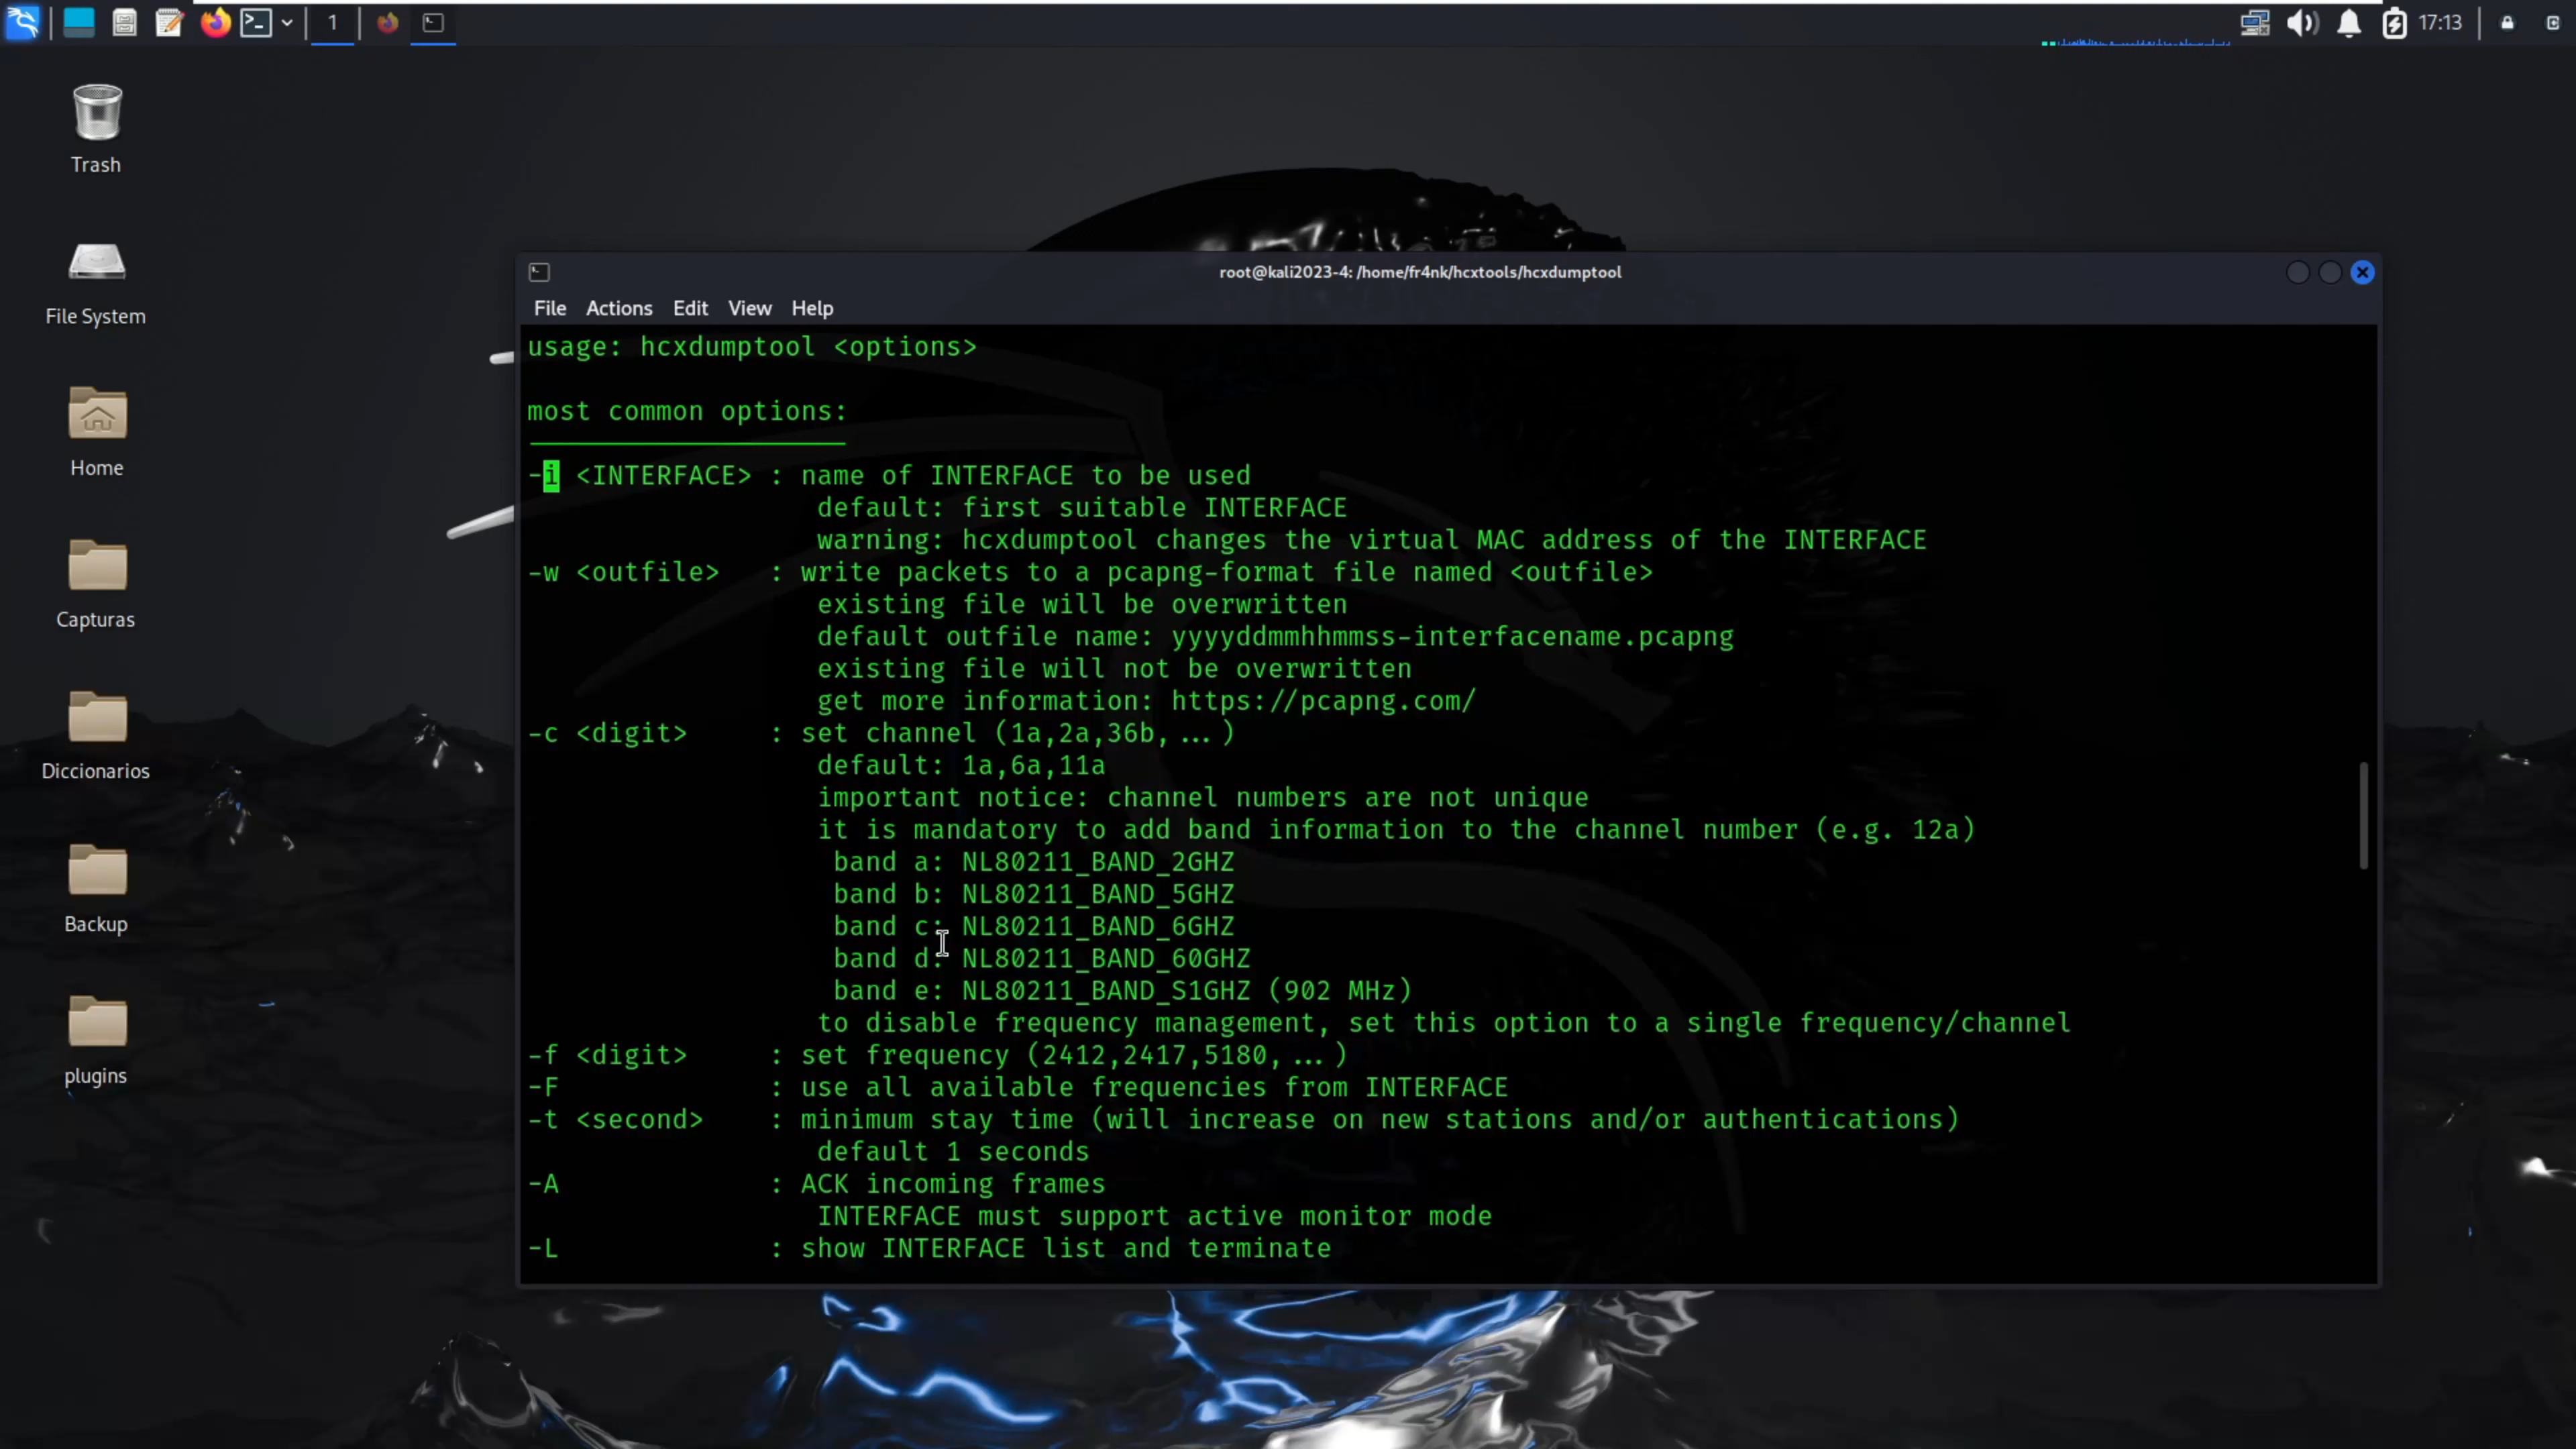 1
17:13
Trash
File System
Home
Capturas
Diccionarios
Backup
plugins
root@kali2023-4: /home/fr4nk/hcxtools/hcxdumptool
File Actions Edit View Help
usage: hcxdumptool <options>
most common options:
-i <INTERFACE> : name of INTERFACE to be used
default: first suitable INTERFACE
warning: hcxdumptool changes the virtual MAC address of the INTERFACE
-w <outfile> : write packets to a pcapng-format file named <outfile>
existing file will be overwritten
default outfile name: yyyyddmmhhmmss-interfacename.pcapng
existing file will not be overwritten
get more information: https://pcapng.com/
-c <digit> : set channel (1a,2a,36b, ... )
default: 1a,6a,11a
important notice: channel numbers are not unique
it is mandatory to add band information to the channel number (e.g. 12a)
band a: NL80211_BAND_2GHZ
band b: NL80211_BAND_5GHZ
band c: NL80211_BAND_6GHZ
band d: NL80211_BAND_60GHZ
band e: NL80211_BAND_S1GHZ (902 MHz)
to disable frequency management, set this option to a single frequency/channel
-f <digit> : set frequency (2412,2417,5180, ... )
-F : use all available frequencies from INTERFACE
-t <second> : minimum stay time (will increase on new stations and/or authentications)
default 1 seconds
-A : ACK incoming frames
INTERFACE must support active monitor mode
-L : show INTERFACE list and terminate